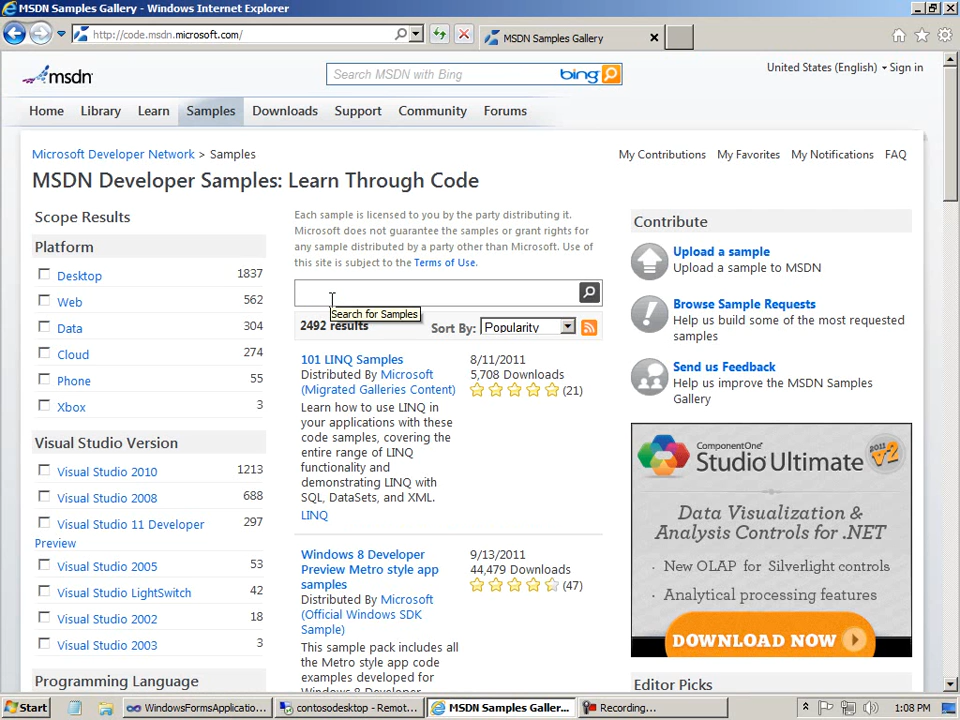 MSDN Samples Gallery - Windows Internet Explorer
http://code.msdn.microsoft.com/
MSDN Samples Gallery
msdn
Search MSDN with Bing
bing
United States (English)
Sign in
Home
Library
Learn
Samples
Downloads
Support
Community
Forums
Microsoft Developer Network > Samples
My Contributions
My Favorites
My Notifications
FAQ
MSDN Developer Samples: Learn Through Code
Scope Results
Platform
Desktop 1837
Web 562
Data 304
Cloud 274
Phone 55
Xbox 3
Visual Studio Version
Visual Studio 2010 1213
Visual Studio 2008 688
Visual Studio 11 Developer 297
Preview
Visual Studio 2005 53
Visual Studio LightSwitch 42
Visual Studio 2002 18
Visual Studio 2003 3
Programming Language
Each sample is licensed to you by the party distributing it.
Microsoft does not guarantee the samples or grant rights for
any sample distributed by a party other than Microsoft. Use of
this site is subject to the Terms of Use.
Search for Samples
2492 results
Sort By:
Popularity
101 LINQ Samples
Distributed By Microsoft
(Migrated Galleries Content)
Learn how to use LINQ in
your applications with these
code samples, covering the
entire range of LINQ
functionality and
demonstrating LINQ with
SQL, DataSets, and XML.
LINQ
8/11/2011
5,708 Downloads
(21)
Windows 8 Developer
Preview Metro style app
samples
Distributed By Microsoft
(Official Windows SDK
Sample)
This sample pack includes all
the Metro style app code
examples developed for
Windows 8 Developer
9/13/2011
44,479 Downloads
(47)
Contribute
Upload a sample
Upload a sample to MSDN
Browse Sample Requests
Help us build some of the most requested
samples
Send us Feedback
Help us improve the MSDN Samples
Gallery
ComponentOne
Studio Ultimate
2011 v2
Data Visualization &
Analysis Controls for .NET
· New OLAP for Silverlight controls
· Analytical processing features
DOWNLOAD NOW
Editor Picks
Start
WindowsFormsApplicatio...
contosodesktop - Remot...
MSDN Samples Galler...
Recording...
1:08 PM